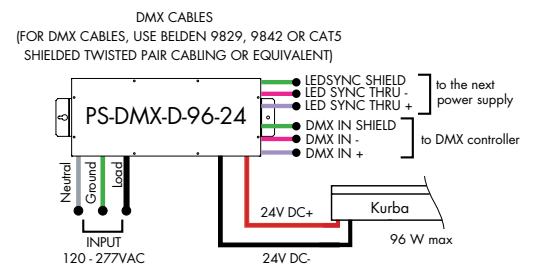 DMX CABLES
(FOR DMX CABLES, USE BELDEN 9829, 9842 OR CAT5
SHIELDED TWISTED PAIR CABLING OR EQUIVALENT)
PS-DMX-D-96-24
LEDSYNC SHIELD
LED SYNC THRU -
LED SYNC THRU +
to the next
power supply
DMX IN SHIELD
DMX IN -
DMX IN +
to DMX controller
Neutral
Ground
Load
INPUT
120 - 277VAC
24V DC+
24V DC-
Kurba
96 W max